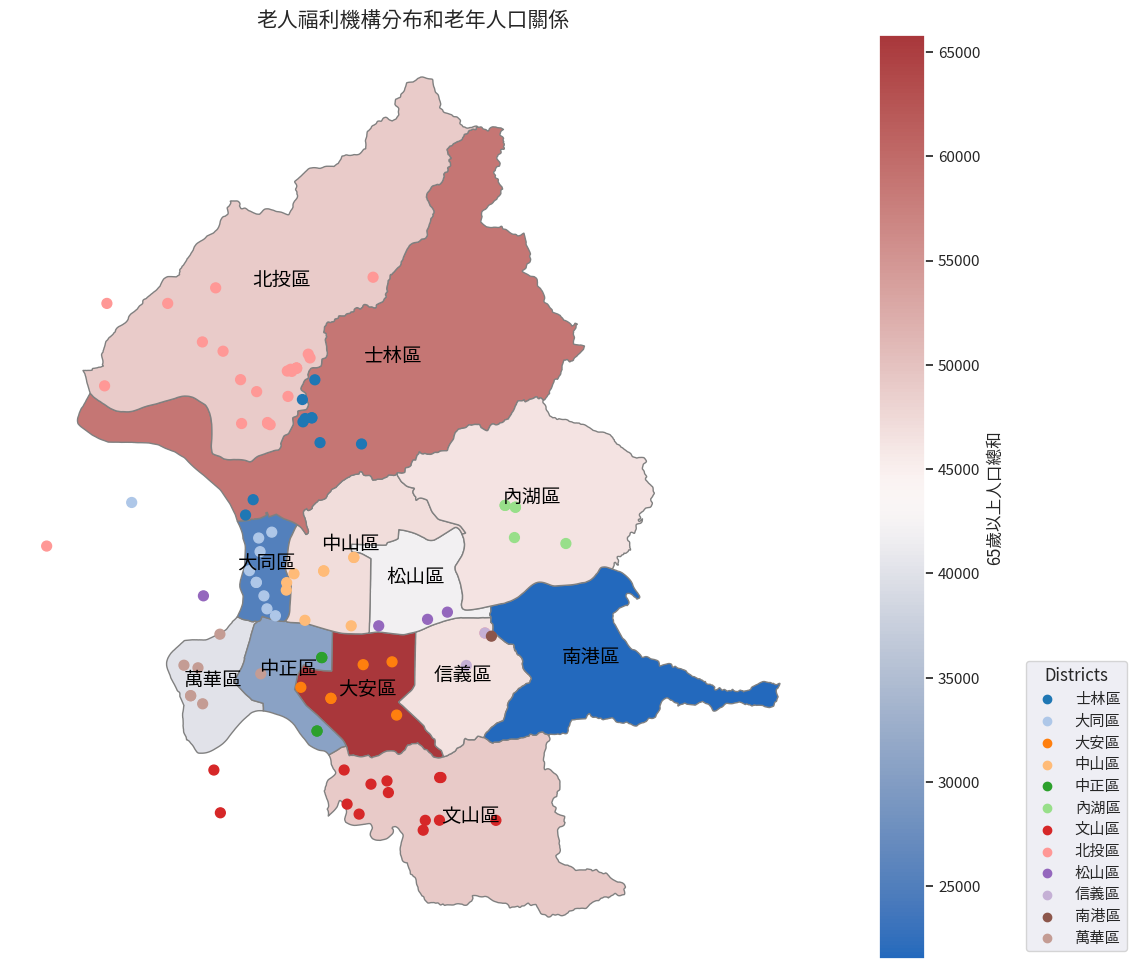 老人福利機構分布和老年人口關係
北投區
士林區
內湖區
中山區
大同區
松山區
南港區
中正區
信義區
萬華區
大安區
文山區
65000
60000
55000
50000
45000
40000
35000
30000
25000
65歲以上人口總和
Districts
士林區
大同區
大安區
中山區
中正區
內湖區
文山區
北投區
松山區
信義區
南港區
萬華區